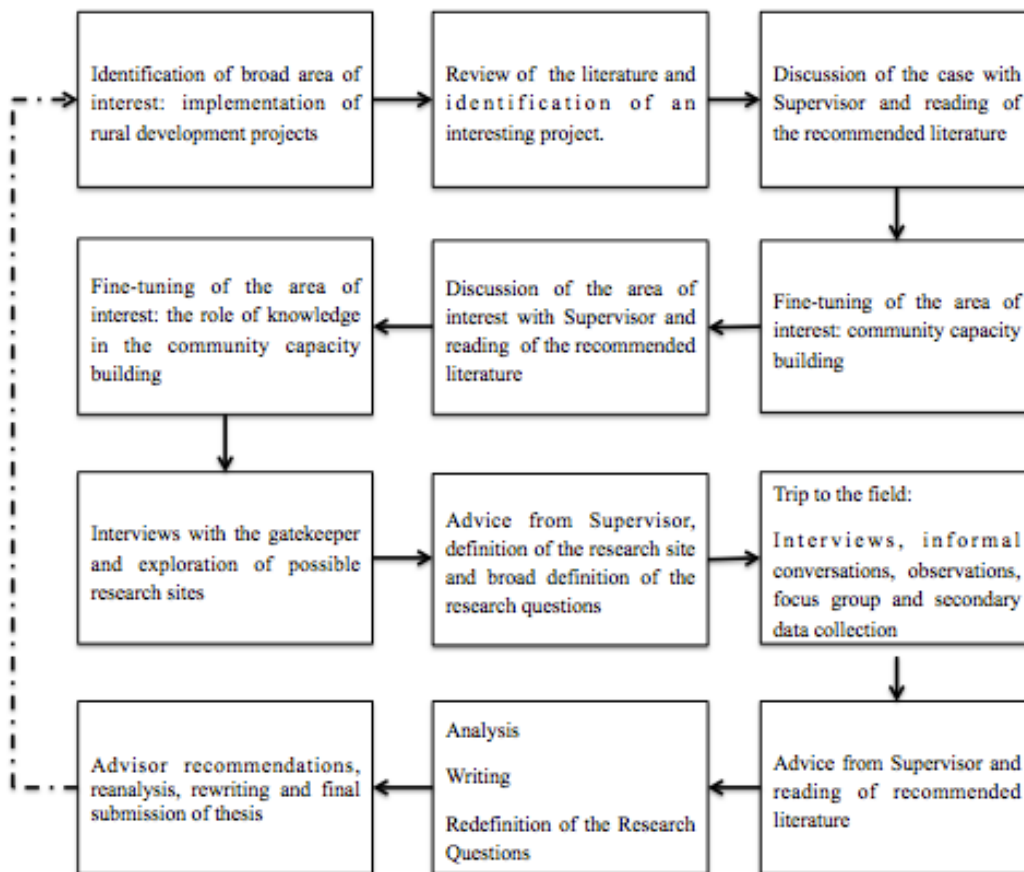 Identification of broad area of
interest: implementation of
rural development projects
Review of the literature and
identification of an
interesting project.
Discussion of the case with
Supervisor and reading of
the recommended literature
Fine-tuning of the area of
interest: community capacity
building
Discussion of the area of
interest with Supervisor and
reading of the recommended
literature
Fine-tuning of the area of
interest: the role of knowledge
in the community capacity
building
Interviews with the gatekeeper
and exploration of possible
research sites
Advice from Supervisor,
definition of the research site
and broad definition of the
research questions
Trip to the field:
Interviews, informal
conversations, observations,
focus group and secondary
data collection
Advice from Supervisor and
reading of recommended
literature
Analysis
Writing
Redefinition of the Research
Questions
Advisor recommendations,
reanalysis, rewriting and final
submission of thesis